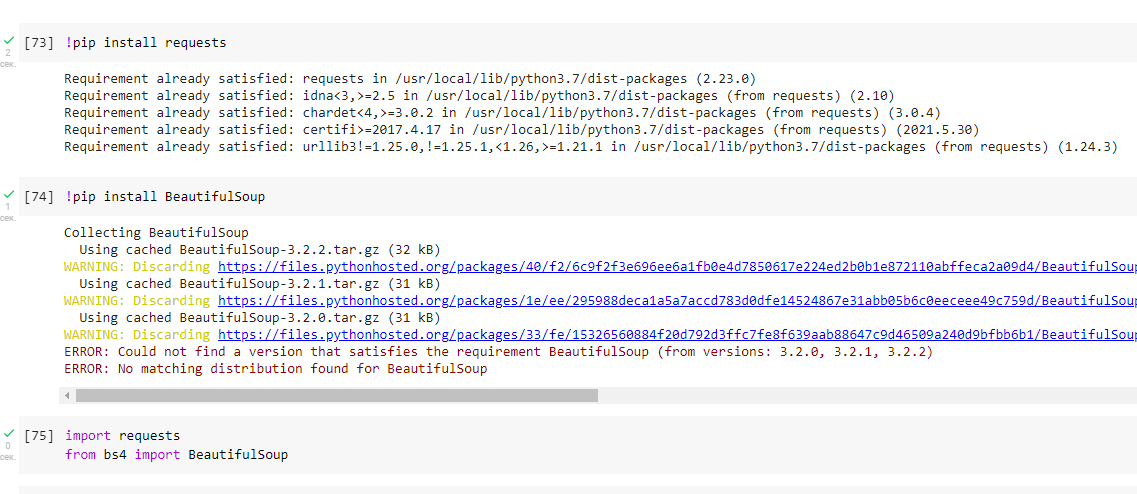 [73] !pip install requests
2
сек.
Requirement already satisfied: requests in /usr/local/lib/python3.7/dist-packages (2.23.0)
Requirement already satisfied: idna<3,>=2.5 in /usr/local/lib/python3.7/dist-packages (from requests) (2.10)
Requirement already satisfied: chardet<4,>=3.0.2 in /usr/local/lib/python3.7/dist-packages (from requests) (3.0.4)
Requirement already satisfied: certifi>=2017.4.17 in /usr/local/lib/python3.7/dist-packages (from requests) (2021.5.30)
Requirement already satisfied: urllib3!=1.25.0,!=1.25.1,<1.26,>=1.21.1 in /usr/local/lib/python3.7/dist-packages (from requests) (1.24.3)
[74] !pip install BeautifulSoup
1
сек.
Collecting BeautifulSoup
Using cached BeautifulSoup-3.2.2.tar.gz (32 kB)
WARNING: Discarding https://files.pythonhosted.org/packages/40/f2/6c9f2f3e696ee6a1fb0e4d7850617e224ed2b0b1e872110abffeca2a09d4/BeautifulSoup
Using cached BeautifulSoup-3.2.1.tar.gz (31 kB)
WARNING: Discarding https://files.pythonhosted.org/packages/1e/ee/295988deca1a5a7accd783d0dfe14524867e31abb05b6c0eeceee49c759d/BeautifulSoup
Using cached BeautifulSoup-3.2.0.tar.gz (31 kB)
WARNING: Discarding https://files.pythonhosted.org/packages/33/fe/15326560884f20d792d3ffc7fe8f639aab88647c9d46509a240d9bfbb6b1/BeautifulSoup
ERROR: Could not find a version that satisfies the requirement BeautifulSoup (from versions: 3.2.0, 3.2.1, 3.2.2)
ERROR: No matching distribution found for BeautifulSoup
[75] import requests
0
from bs4 import BeautifulSoup
сек.